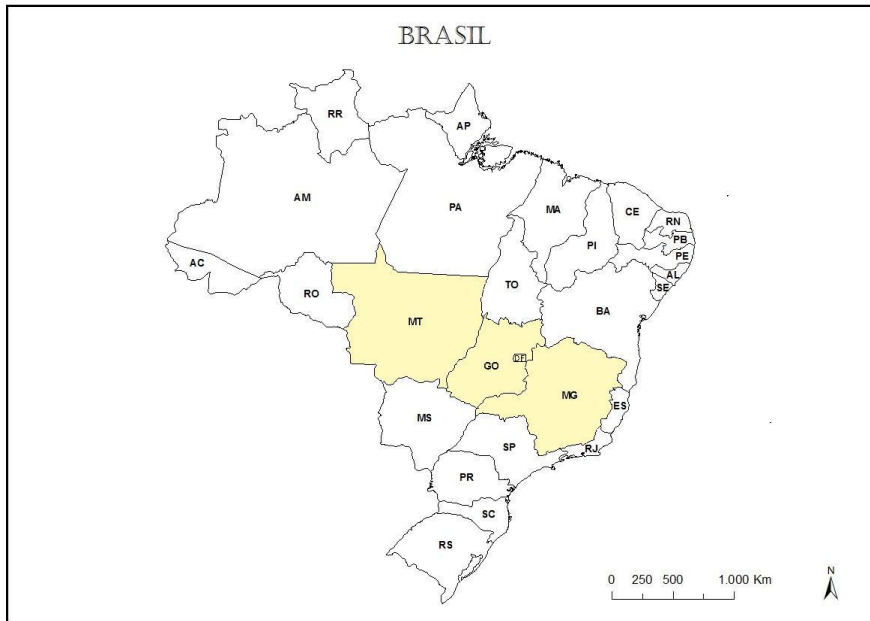 BRASIL
RR
AP
AM
PA
MA
CE
RN
PB
PI
PE
AC
AL
TO
SE
RO
BA
MT
DF
GO
MG
ES
MS
SP
RJ
PR
SC
RS
N
0 250 500 1.000 Km